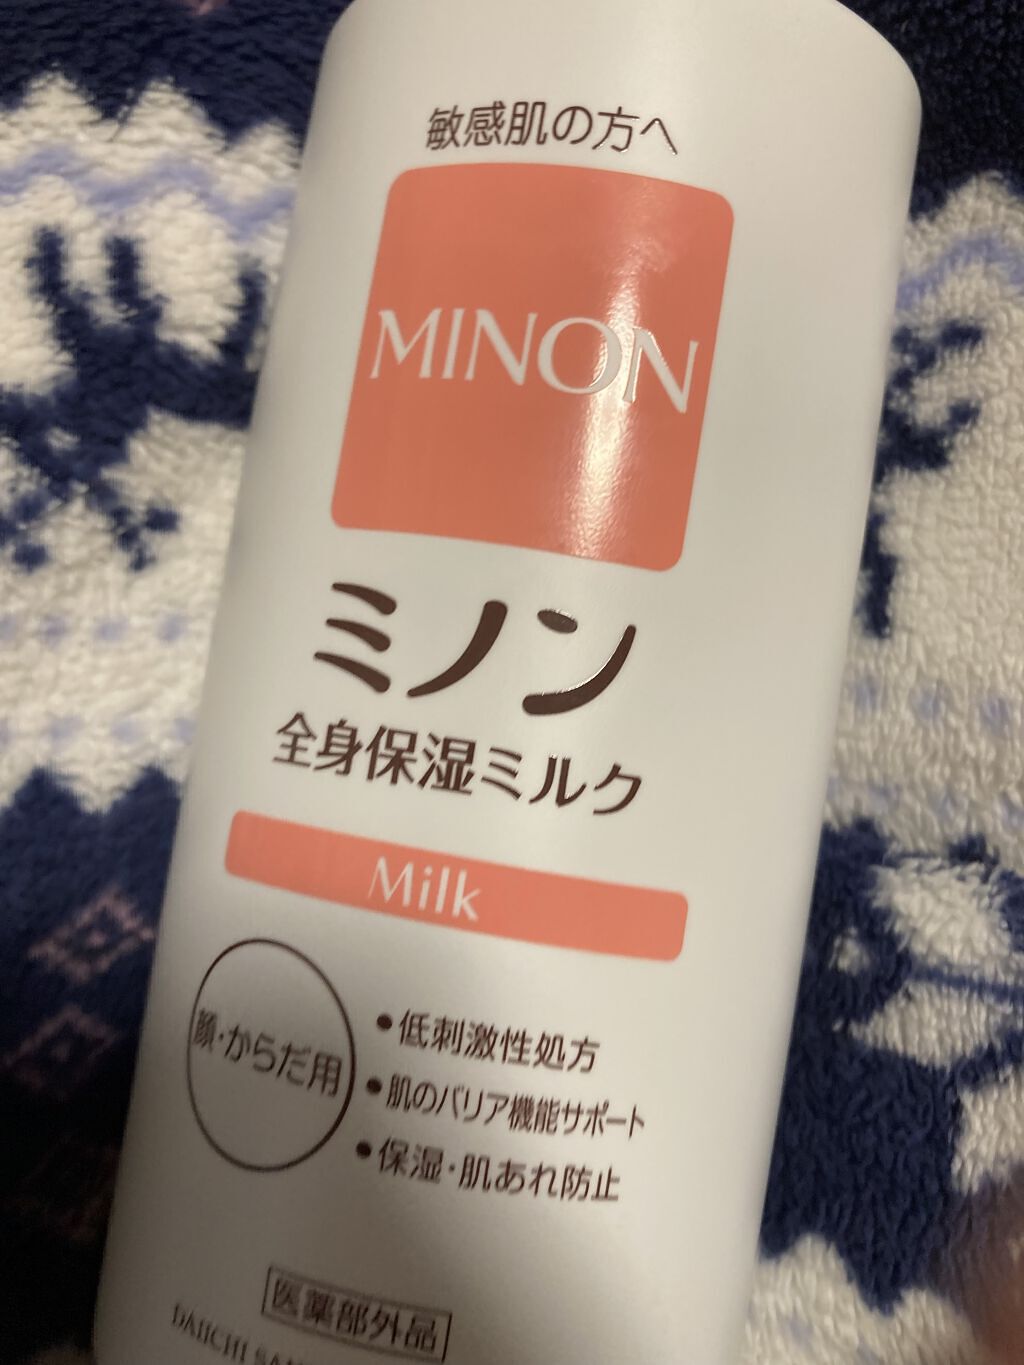 敏感肌の方へ
MINON
ミノン
全身保湿ミルク
Milk
顔・からだ用
•低刺激性処方
•肌のバリア機能サポート
•保湿・肌あれ防止
医薬部外品
DAIICHI